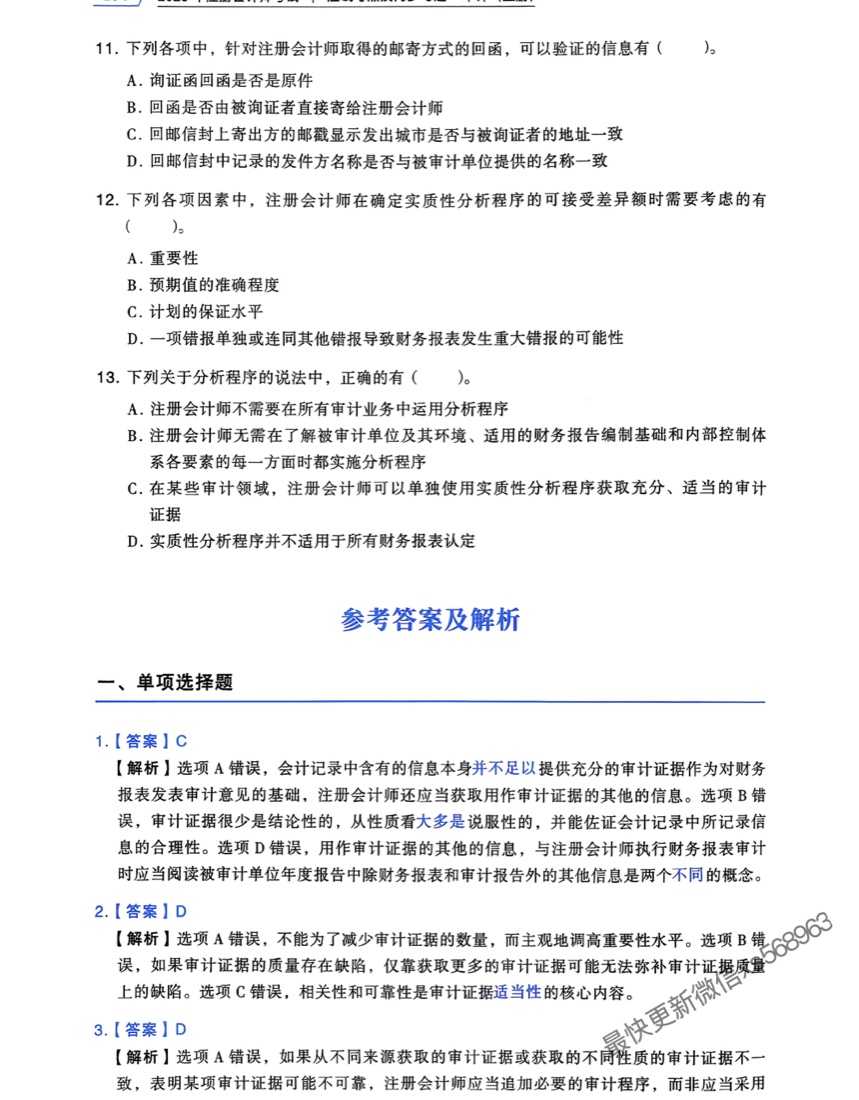 11. 下列各项中，针对注册会计师取得的邮寄方式的回函，可以验证的信息有（　　）。
A. 询证函回函是否是原件
B. 回函是否由被询证者直接寄给注册会计师
C. 回邮信封上寄出方的邮戳显示发出城市是否与被询证者的地址一致
D. 回邮信封中记录的发件方名称是否与被审计单位提供的名称一致
12. 下列各项因素中，注册会计师在确定实质性分析程序的可接受差异额时需要考虑的有
（　　）。
A. 重要性
B. 预期值的准确程度
C. 计划的保证水平
D. 一项错报单独或连同其他错报导致财务报表发生重大错报的可能性
13. 下列关于分析程序的说法中，正确的有（　　）。
A. 注册会计师不需要在所有审计业务中运用分析程序
B. 注册会计师无需在了解被审计单位及其环境、适用的财务报告编制基础和内部控制体
系各要素的每一方面时都实施分析程序
C. 在某些审计领域，注册会计师可以单独使用实质性分析程序获取充分、适当的审计
证据
D. 实质性分析程序并不适用于所有财务报表认定
参考答案及解析
一、单项选择题
1.【答案】C
【解析】选项 A 错误，会计记录中含有的信息本身并不足以提供充分的审计证据作为对财务
报表发表审计意见的基础，注册会计师还应当获取用作审计证据的其他的信息。选项 B 错
误，审计证据很少是结论性的，从性质看大多是说服性的，并能佐证会计记录中所记录信
息的合理性。选项 D 错误，用作审计证据的其他的信息，与注册会计师执行财务报表审计
时应当阅读被审计单位年度报告中除财务报表和审计报告外的其他信息是两个不同的概念。
2.【答案】D
【解析】选项 A 错误，不能为了减少审计证据的数量，而主观地调高重要性水平。选项 B 错
误，如果审计证据的质量存在缺陷，仅靠获取更多的审计证据可能无法弥补审计证据质量
上的缺陷。选项 C 错误，相关性和可靠性是审计证据适当性的核心内容。
3.【答案】D
【解析】选项 A 错误，如果从不同来源获取的审计证据或获取的不同性质的审计证据不一
致，表明某项审计证据可能不可靠，注册会计师应当追加必要的审计程序，而非应当采用
最快更新微信 568963